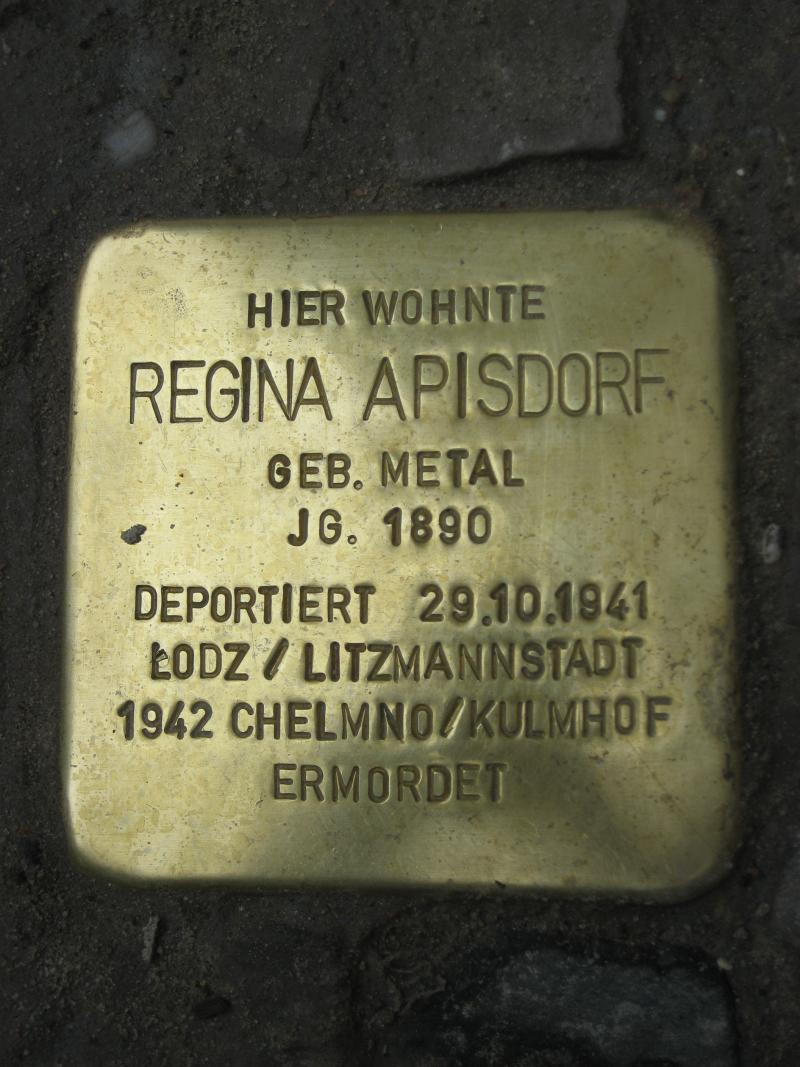 HIER WOHNTE
REGINA APISDORF
GEB. METAL
JG. 1890
DEPORTIERT 29.10.1941
ŁODZ / LITZMANNSTADT
1942 CHELMNO/KULMHOF
ERMORDET